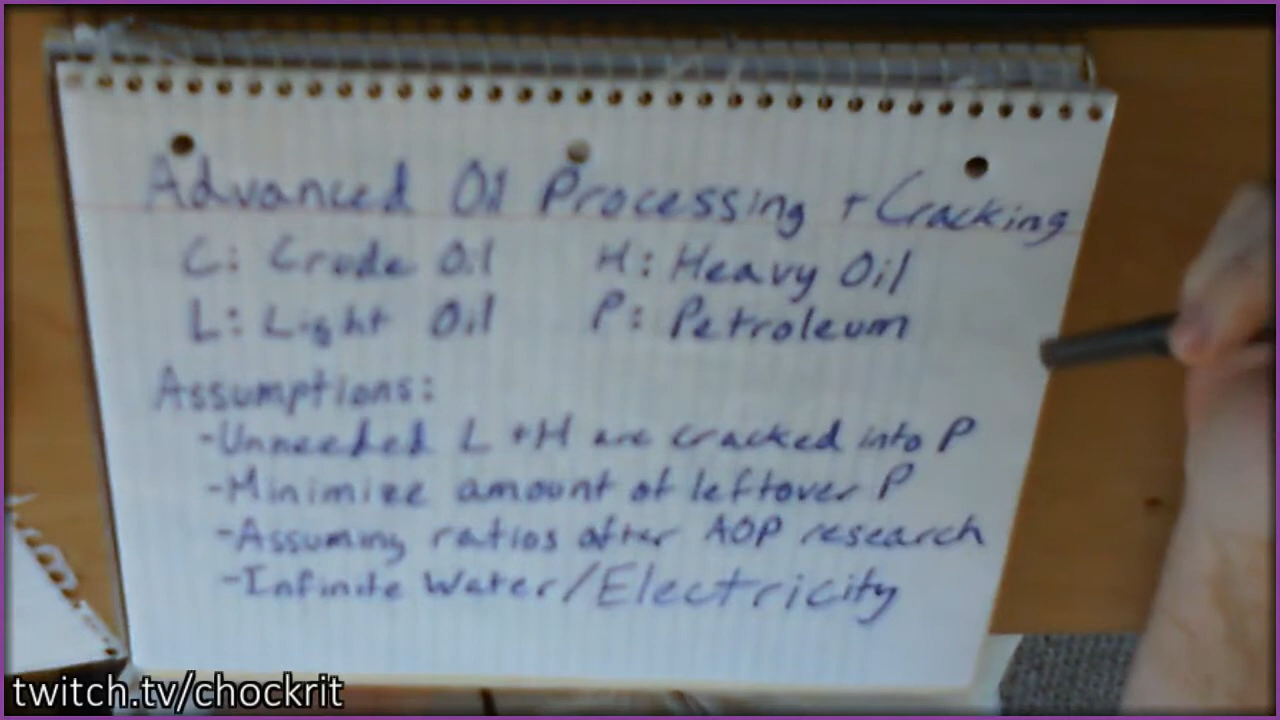 Advanced Oil Processing + Cracking
C: Crude Oil H: Heavy Oil
L: Light Oil P: Petroleum
Assumptions:
-Unneeded L + H are cracked into P
-Minimize amount of leftover P
-Assuming ratios after AOP research
-Infinite Water/Electricity
twitch.tv/chockrit